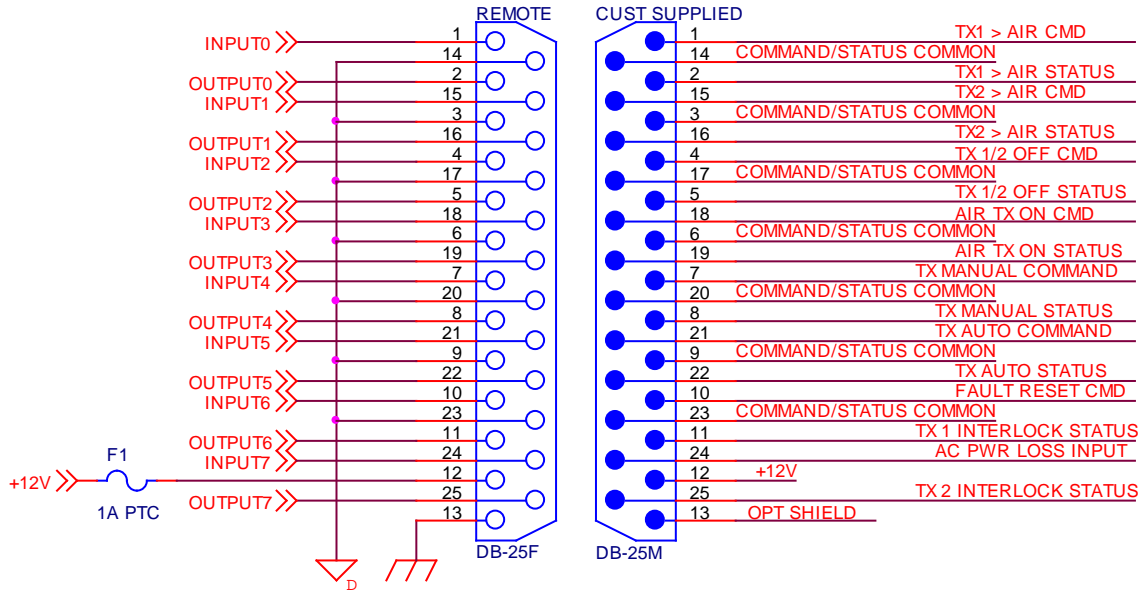 REMOTE CUST SUPPLIED
INPUT0 1 1 TX1 > AIR CMD
14 14 COMMAND/STATUS COMMON
OUTPUT0 2 2 TX1 > AIR STATUS
INPUT1 15 15 TX2 > AIR CMD
3 3 COMMAND/STATUS COMMON
OUTPUT1 16 16 TX2 > AIR STATUS
INPUT2 4 4 TX 1/2 OFF CMD
17 17 COMMAND/STATUS COMMON
OUTPUT2 5 5 TX 1/2 OFF STATUS
INPUT3 18 18 AIR TX ON CMD
6 6 COMMAND/STATUS COMMON
OUTPUT3 19 19 AIR TX ON STATUS
INPUT4 7 7 TX MANUAL COMMAND
20 20 COMMAND/STATUS COMMON
OUTPUT4 8 8 TX MANUAL STATUS
INPUT5 21 21 TX AUTO COMMAND
9 9 COMMAND/STATUS COMMON
OUTPUT5 22 22 TX AUTO STATUS
INPUT6 10 10 FAULT RESET CMD
23 23 COMMAND/STATUS COMMON
OUTPUT6 11 11 TX 1 INTERLOCK STATUS
F1 INPUT7 24 24 AC PWR LOSS INPUT
+12V 12 12 +12V
OUTPUT7 25 25 TX 2 INTERLOCK STATUS
1A PTC 13 13 OPT SHIELD
DB-25F DB-25M
D